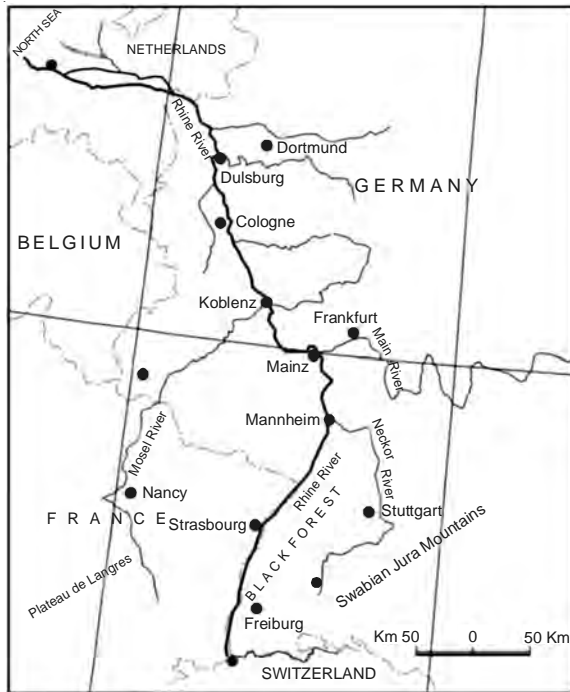 NORTH SEA
NETHERLANDS
Rhine River
Dortmund
Dulsburg
GERMANY
Cologne
BELGIUM
Koblenz
Frankfurt
Main River
Mainz
Mosel River
Mannheim
Neckor River
Rhine River
Nancy
FRANCE
Strasbourg
BLACK FOREST
Stuttgart
Swabian Jura Mountains
Plateau de Langres
Freiburg
Km 50 0 50 Km
SWITZERLAND